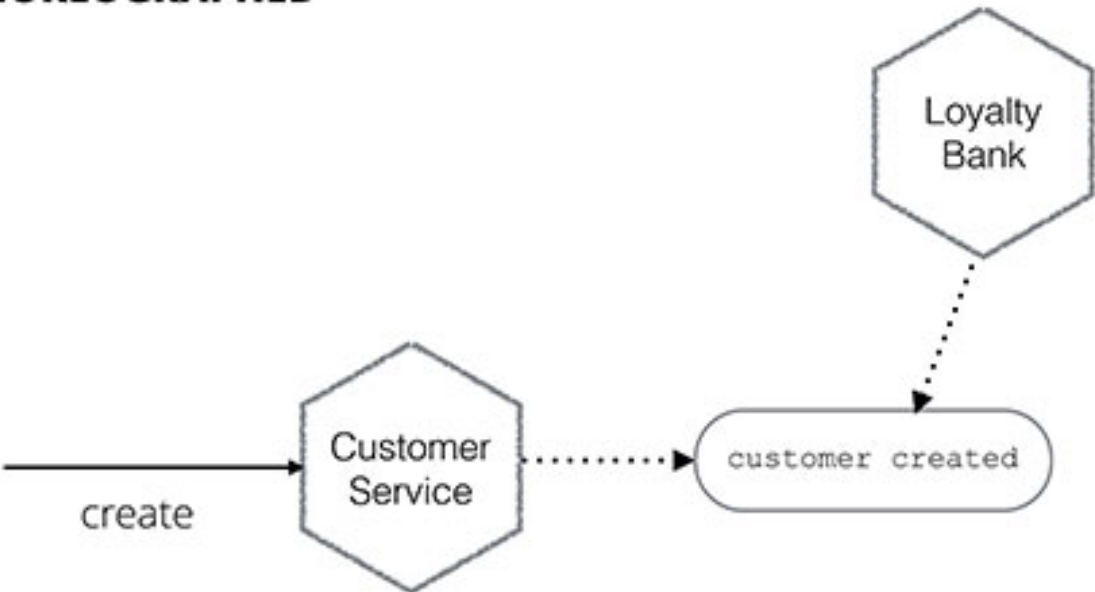 Loyalty
Bank
Customer
Service
customer created
create